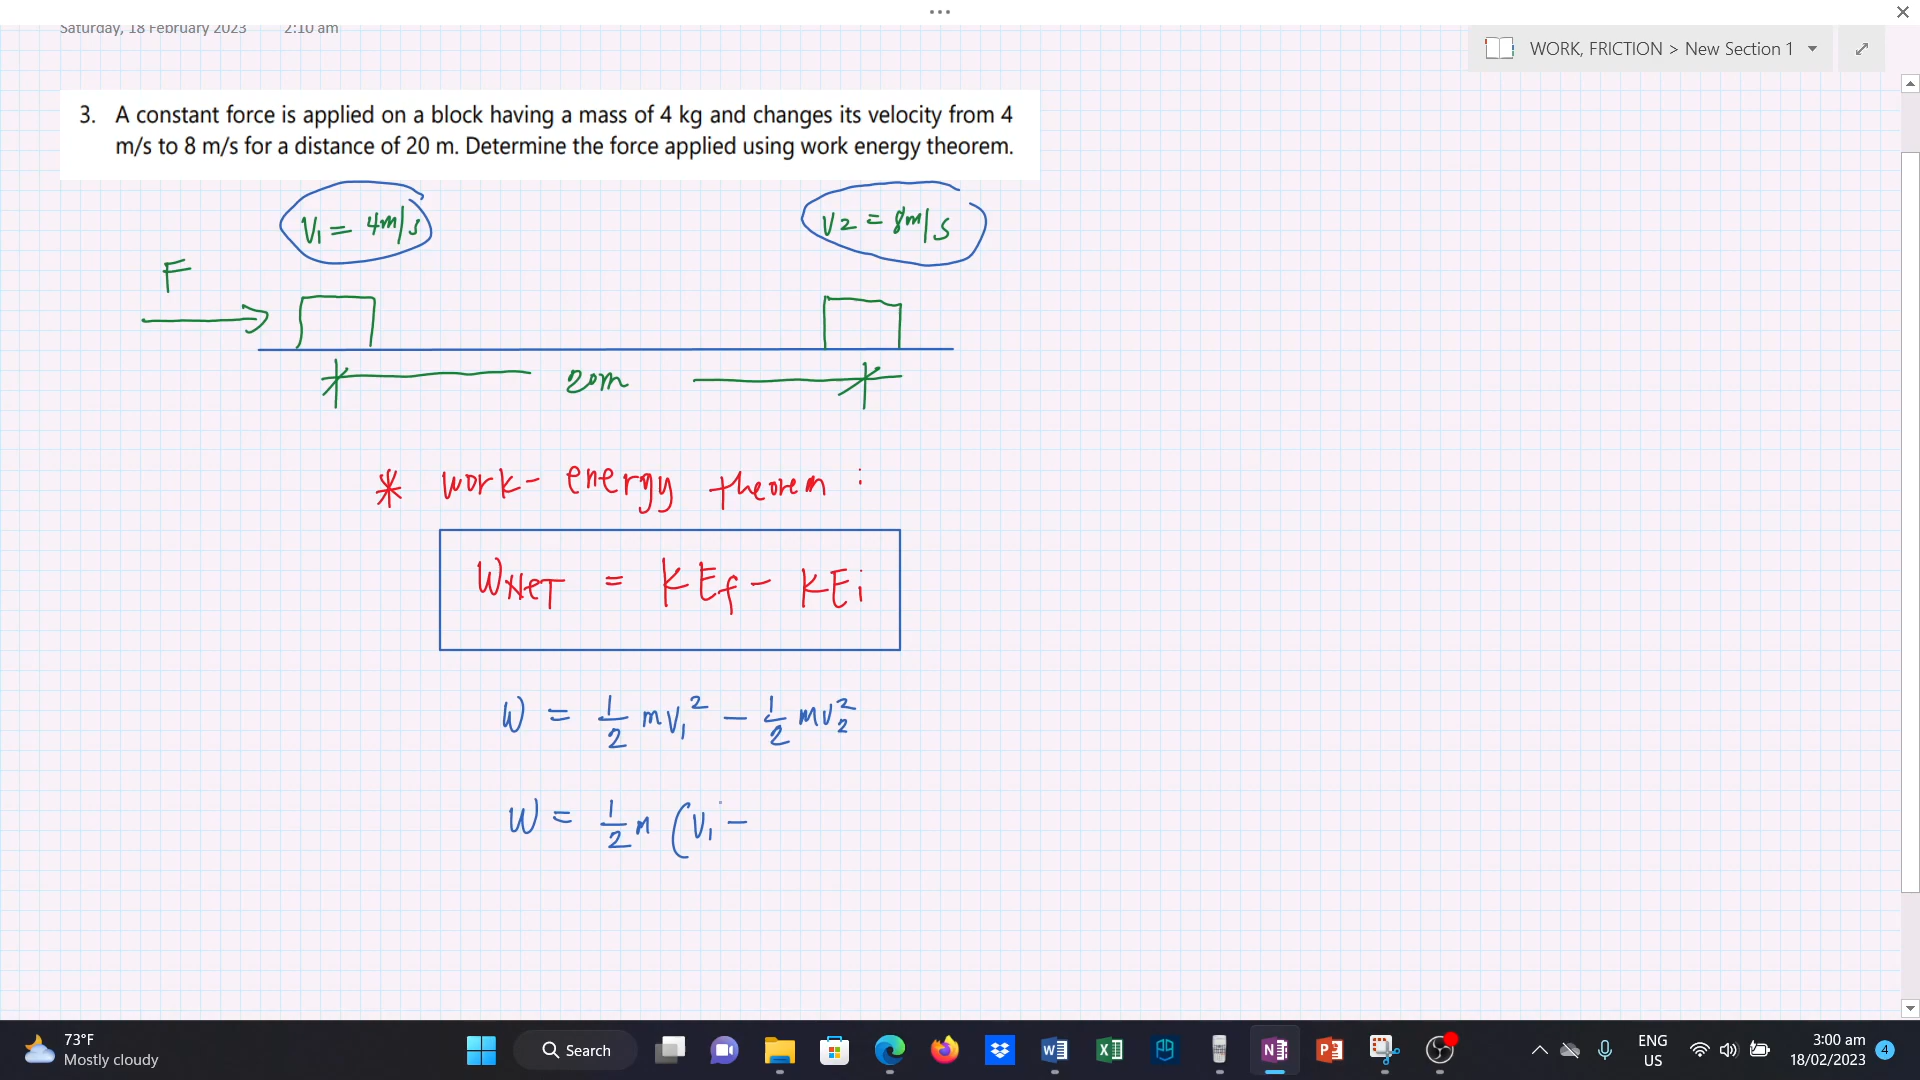 Saturday, 18 February 2023 2:10 am
WORK, FRICTION > New Section 1
3. A constant force is applied on a block having a mass of 4 kg and changes its velocity from 4
m/s to 8 m/s for a distance of 20 m. Determine the force applied using work energy theorem.
V₁ = 4m/s
V2 = 8m/s
F
20m
* work-energy theorem :
WNET = KEf - KEi
W = 1/2 mv₁² - 1/2 mv₂²
W = 1/2 m (V₁ -
73°F
Mostly cloudy
Search
ENG
US
3:00 am
18/02/2023
4